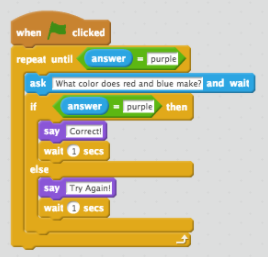 when clicked
repeat until answer = purple
ask What color does red and blue make? and wait
if answer = purple then
say Correct!
wait 1 secs
else
say Try Again!
wait 1 secs